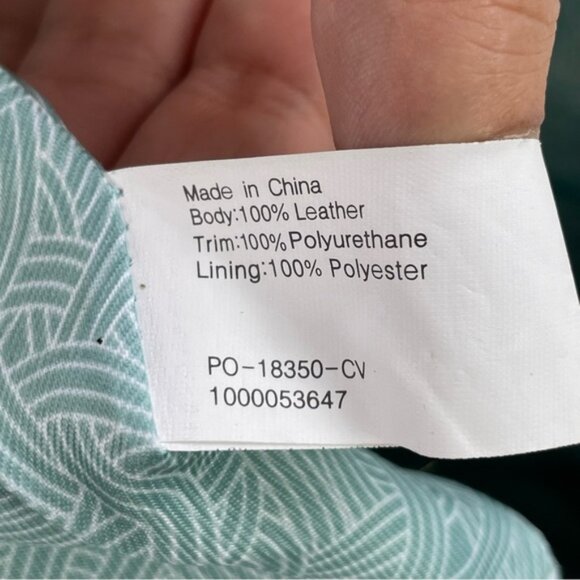 Made in China
Body:100% Leather
Trim:100%Polyurethane
Lining:100% Polyester
PO-18350-CV
1000053647